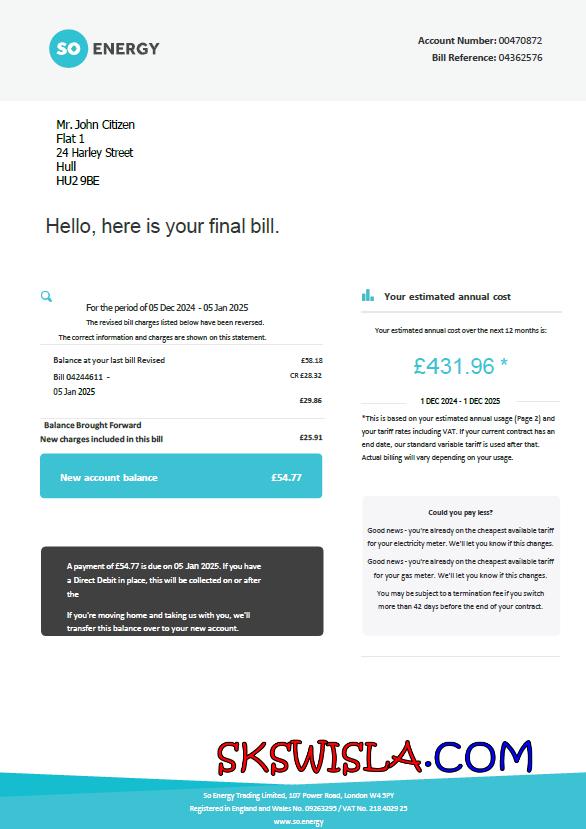 SO ENERGY
Account Number: 00470872
Bill Reference: 04362576
Mr. John Citizen
Flat 1
24 Harley Street
Hull
HU2 9BE
Hello, here is your final bill.
For the period of 05 Dec 2024 - 05 Jan 2025
The revised bill charges listed below have been reversed.
The correct information and charges are shown on this statement.
Balance at your last bill Revised £58.18
Bill 04244611 - CR £28.32
05 Jan 2025
£29.86
Balance Brought Forward
New charges included in this bill £25.91
New account balance £54.77
A payment of £54.77 is due on 05 Jan 2025. If you have
a Direct Debit in place, this will be collected on or after
the
If you're moving home and taking us with you, we'll
transfer this balance over to your new account.
Your estimated annual cost
Your estimated annual cost over the next 12 months is:
£431.96 *
1 DEC 2024 - 1 DEC 2025
*This is based on your estimated annual usage (Page 2) and
your tariff rates including VAT. If your current contract has an
end date, our standard variable tariff is used after that.
Actual billing will vary depending on your usage.
Could you pay less?
Good news - you're already on the cheapest available tariff
for your electricity meter. We'll let you know if this changes.
Good news - you're already on the cheapest available tariff
for your gas meter. We'll let you know if this changes.
You may be subject to a termination fee if you switch
more than 42 days before the end of your contract.
SKSWISLA.COM
So Energy Trading Limited, 107 Power Road, London W4 5PY
Registered in England and Wales No. 09263295 / VAT No. 218 4029 25
www.so.energy